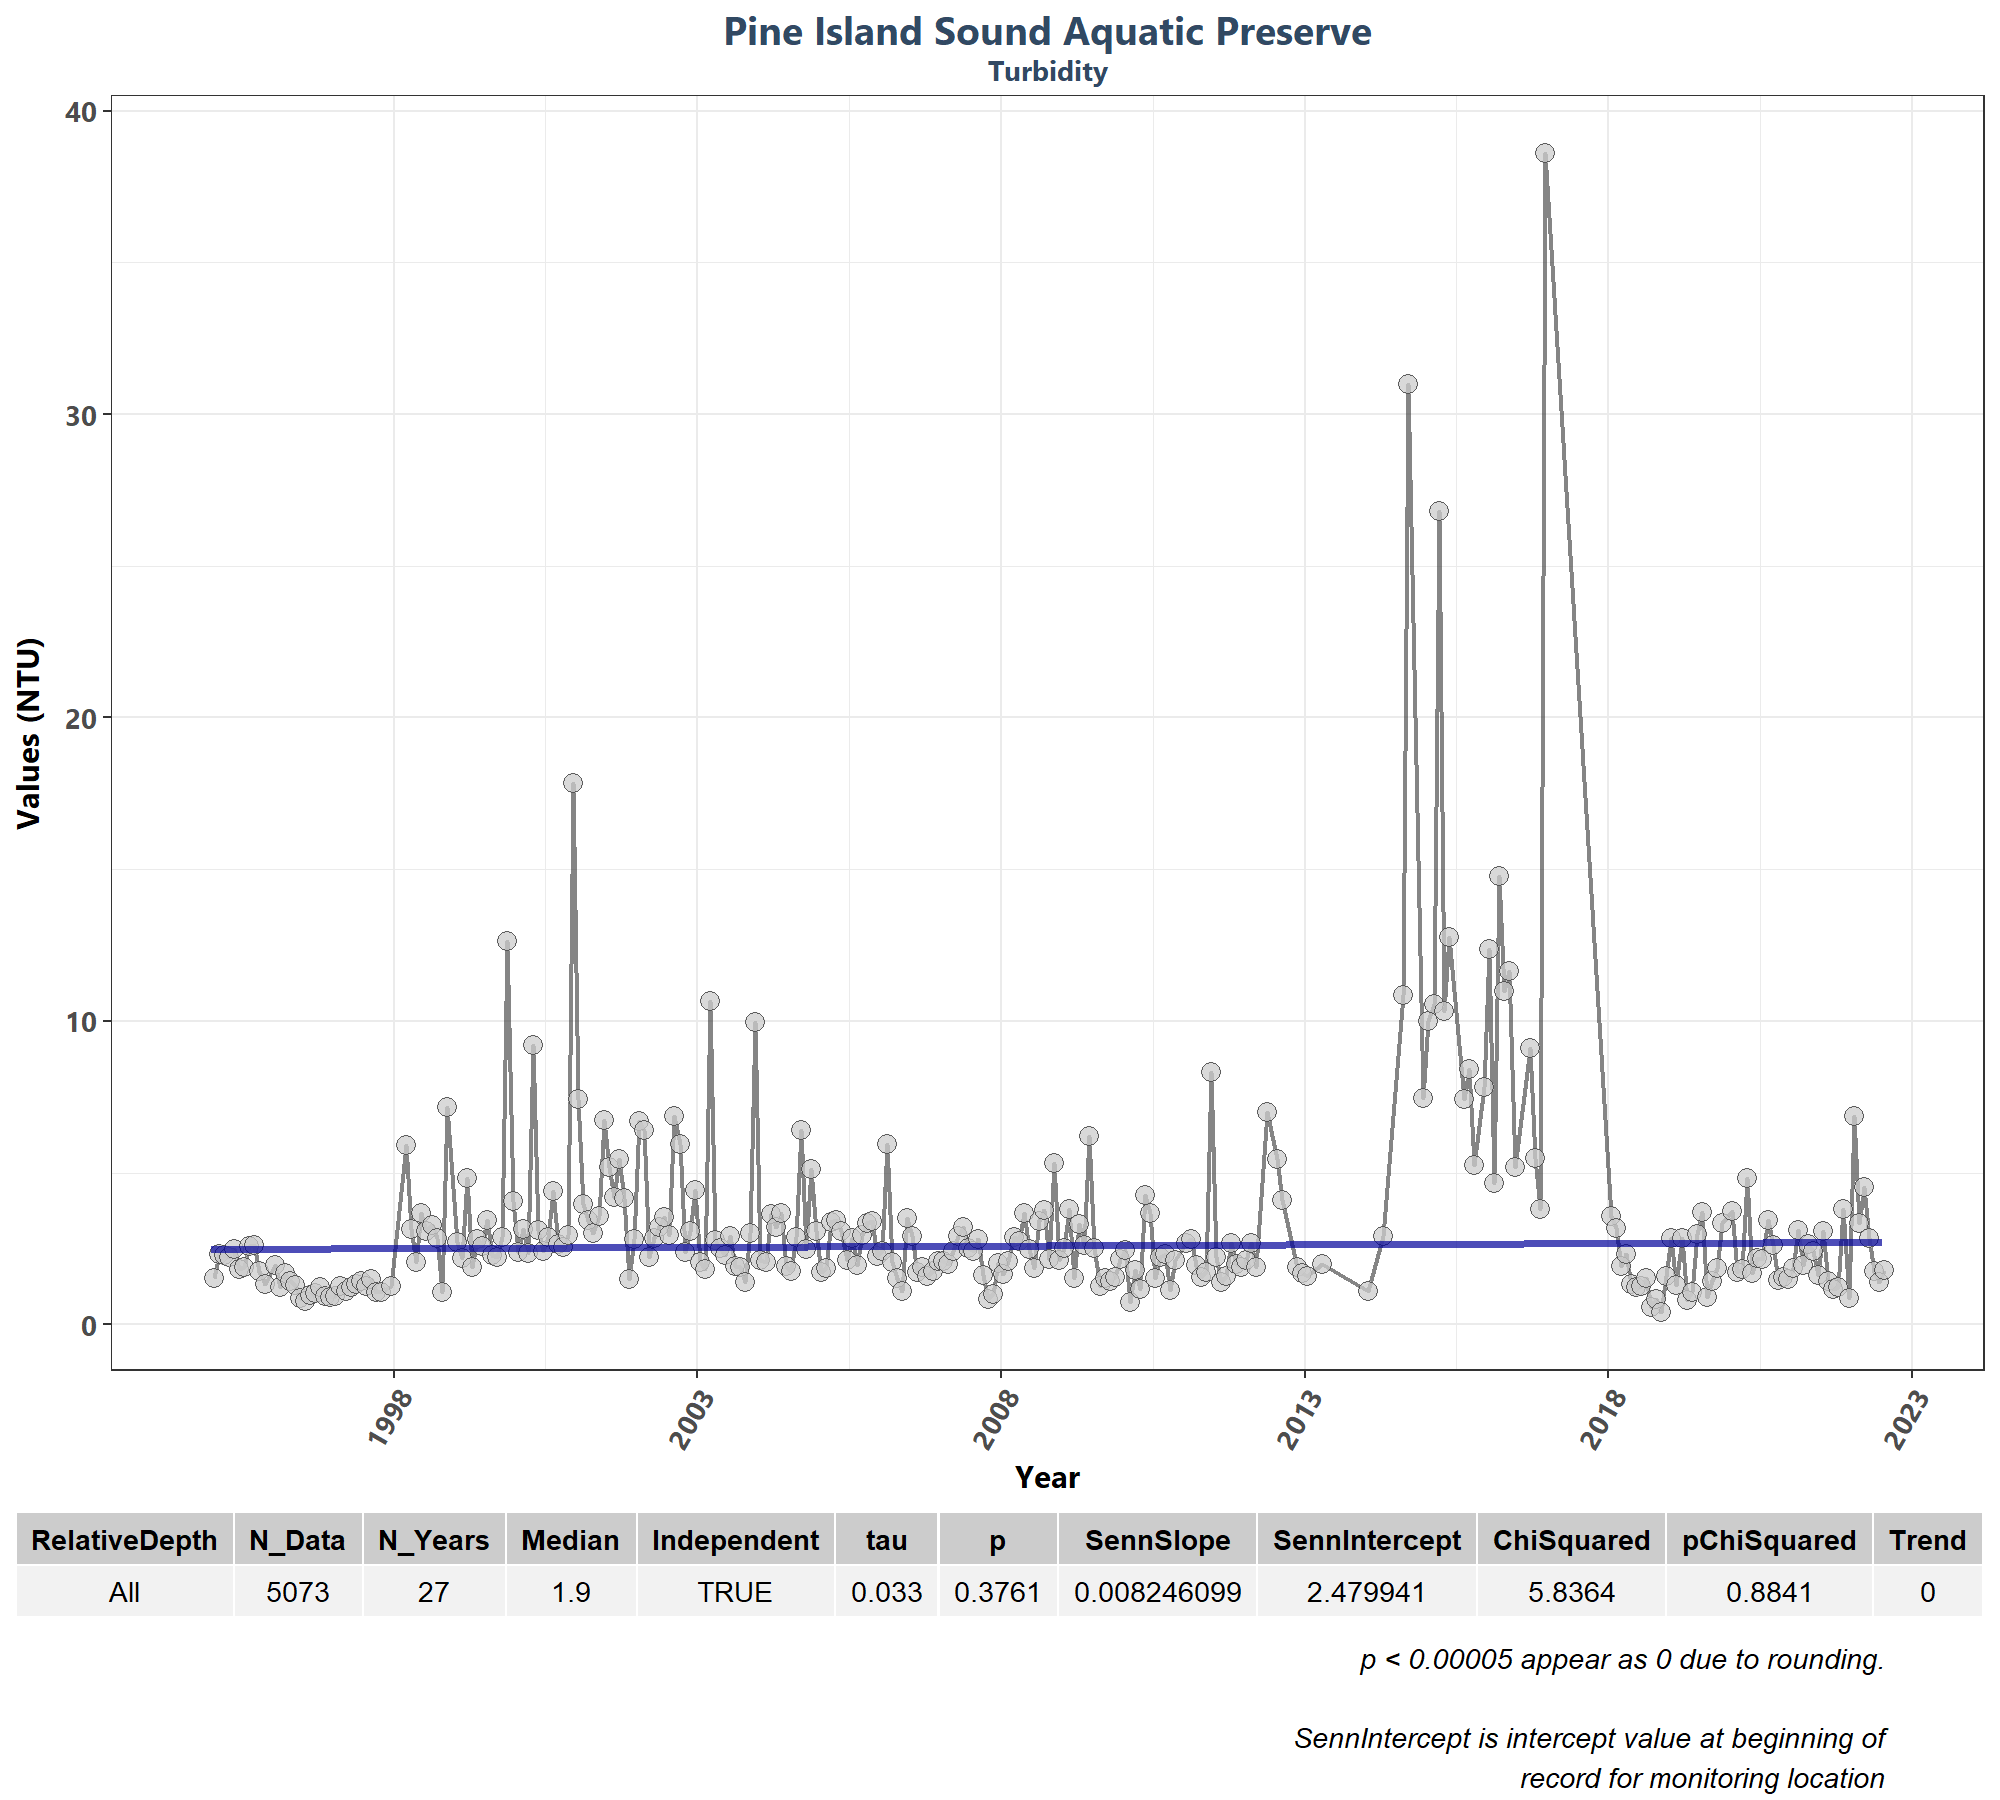 Pine Island Sound Aquatic Preserve
Turbidity
Values (NTU)
40
30
20
10
0
1998 2003 2008 2013 2018 2023
Year
RelativeDepth N_Data N_Years Median Independent tau p SennSlope SennIntercept ChiSquared pChiSquared Trend
All 5073 27 1.9 TRUE 0.033 0.3761 0.008246099 2.479941 5.8364 0.8841 0
p < 0.00005 appear as 0 due to rounding.
SennIntercept is intercept value at beginning of
record for monitoring location